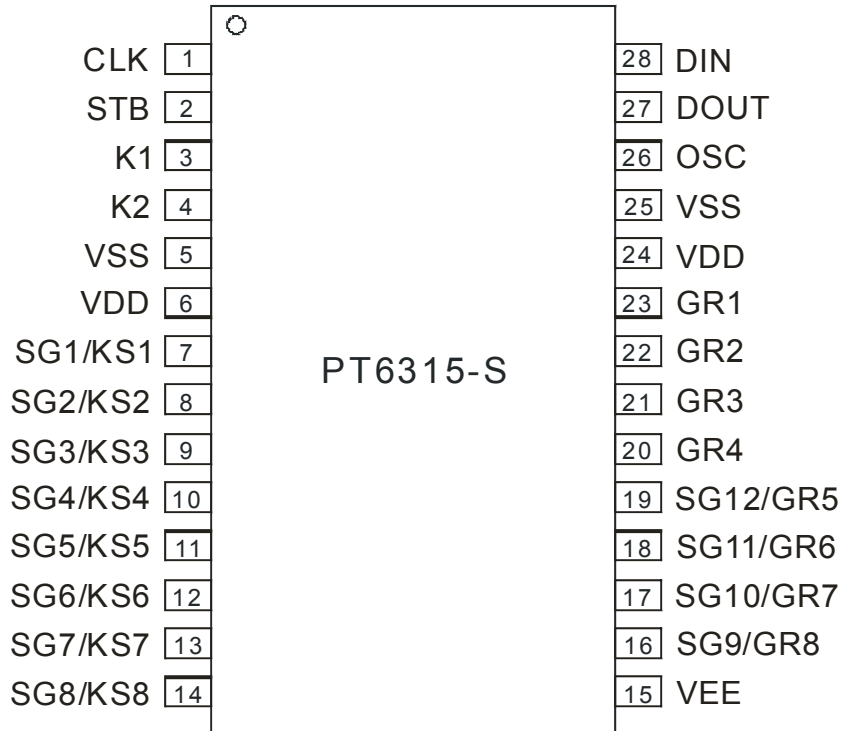 CLK 1 28 DIN
STB 2 27 DOUT
K1 3 26 OSC
K2 4 25 VSS
VSS 5 24 VDD
VDD 6 23 GR1
SG1/KS1 7 22 GR2
PT6315-S
SG2/KS2 8 21 GR3
SG3/KS3 9 20 GR4
SG4/KS4 10 19 SG12/GR5
SG5/KS5 11 18 SG11/GR6
SG6/KS6 12 17 SG10/GR7
SG7/KS7 13 16 SG9/GR8
SG8/KS8 14 15 VEE